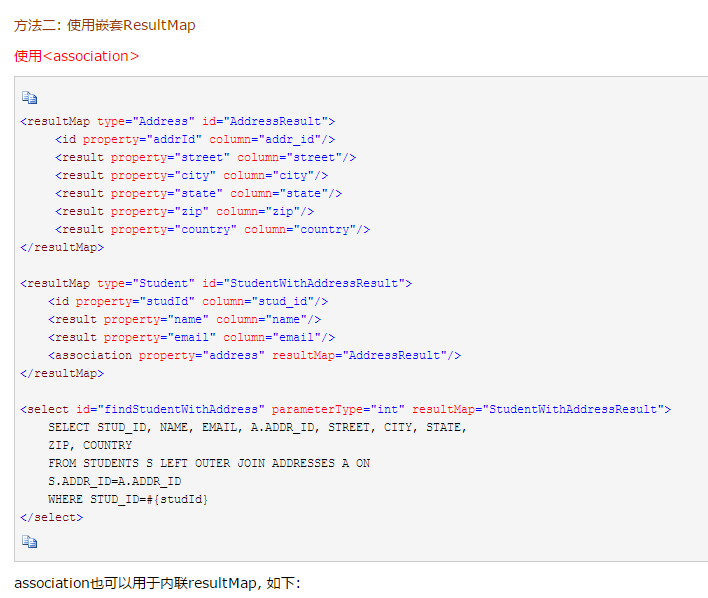 方法二: 使用嵌套ResultMap
使用<association>
<resultMap type="Address" id="AddressResult">
     <id property="addrId" column="addr_id"/>
     <result property="street" column="street"/>
     <result property="city" column="city"/>
     <result property="state" column="state"/>
     <result property="zip" column="zip"/>
     <result property="country" column="country"/>
</resultMap>

<resultMap type="Student" id="StudentWithAddressResult">
    <id property="studId" column="stud_id"/>
    <result property="name" column="name"/>
    <result property="email" column="email"/>
    <association property="address" resultMap="AddressResult"/>
</resultMap>

<select id="findStudentWithAddress" parameterType="int" resultMap="StudentWithAddressResult">
    SELECT STUD_ID, NAME, EMAIL, A.ADDR_ID, STREET, CITY, STATE,
    ZIP, COUNTRY
    FROM STUDENTS S LEFT OUTER JOIN ADDRESSES A ON
    S.ADDR_ID=A.ADDR_ID
    WHERE STUD_ID=#{studId}
</select>
association也可以用于内联resultMap, 如下：